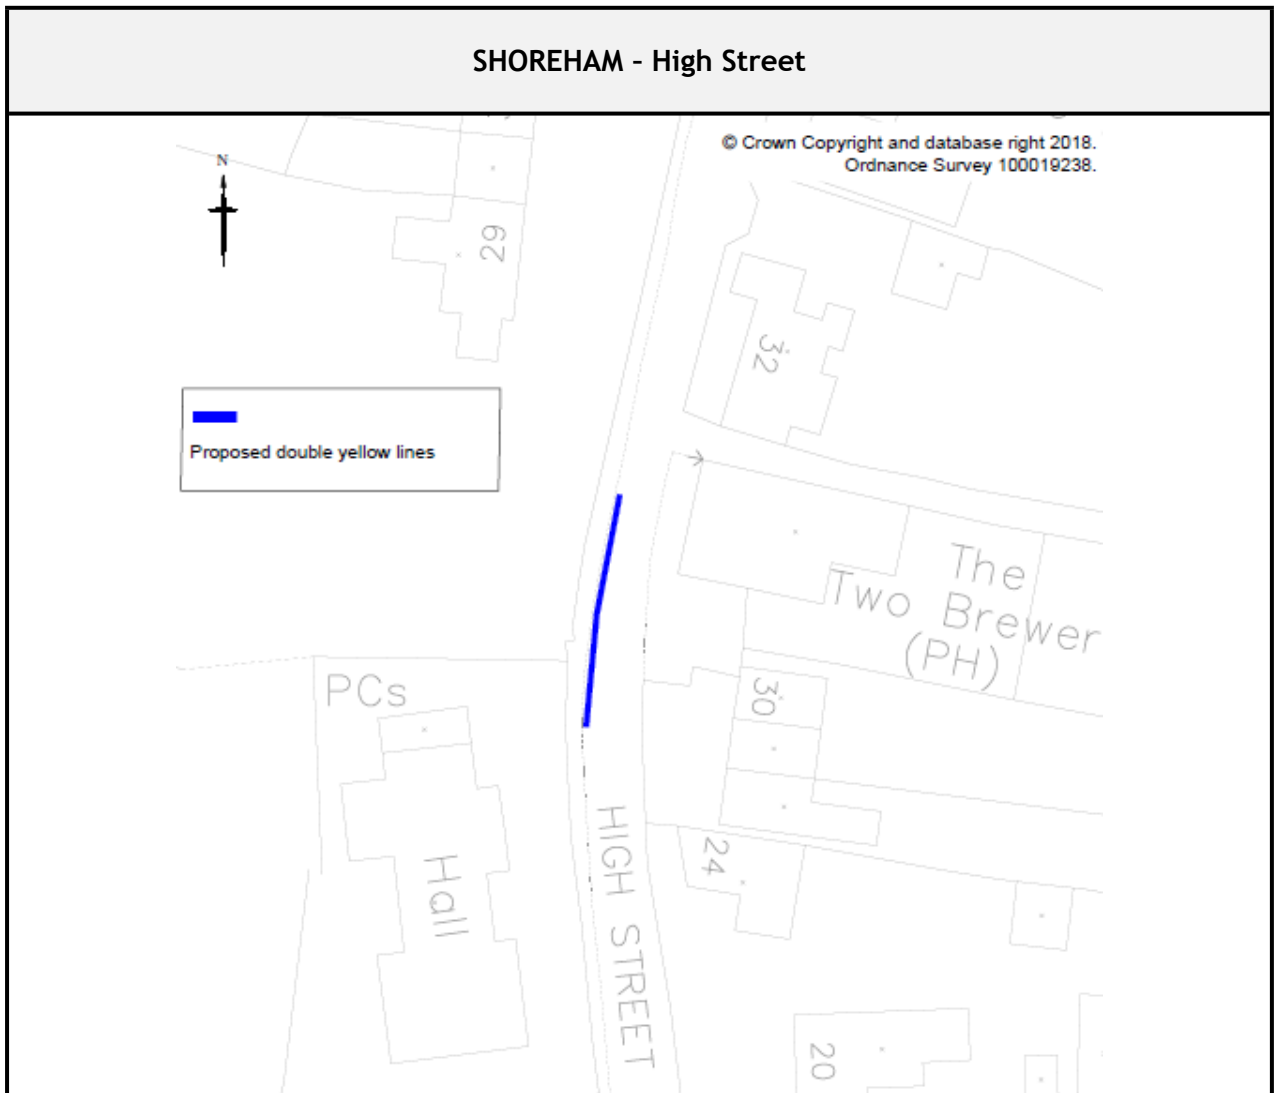 SHOREHAM – High Street
© Crown Copyright and database right 2018.
Ordnance Survey 100019238.
N
62
32
Proposed double yellow lines
The
Two Brewer
(PH)
PCs
30
Hall
HIGH STREET
24
20